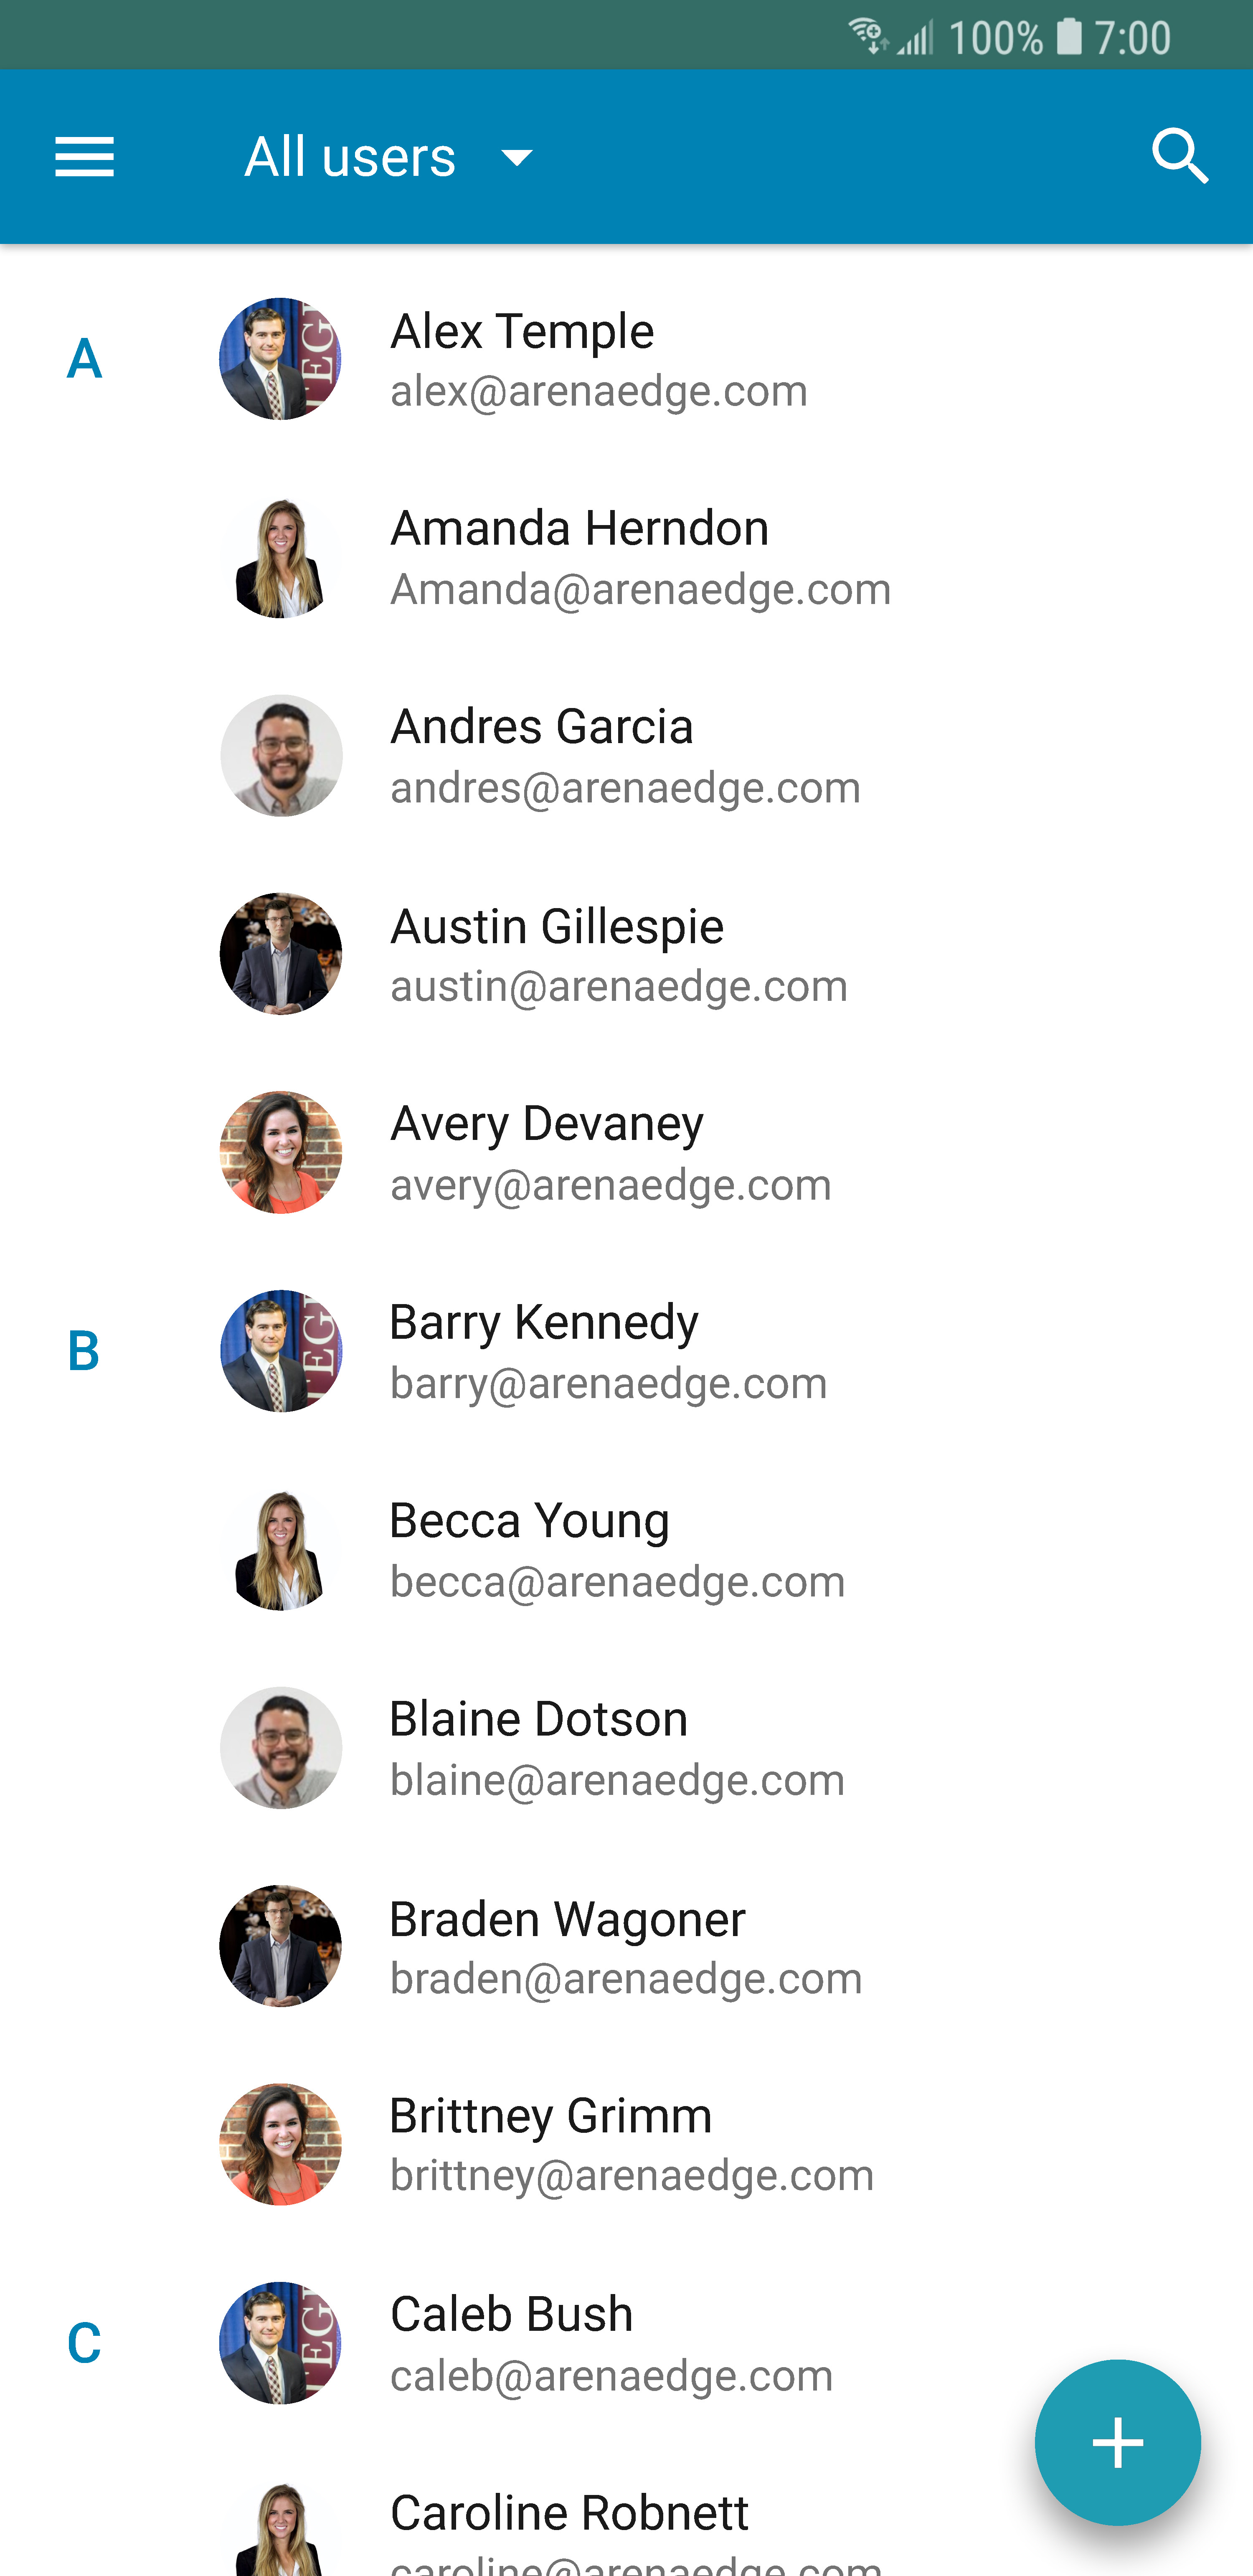 100% 7:00
All users
A
Alex Temple
alex@arenaedge.com
Amanda Herndon
Amanda@arenaedge.com
Andres Garcia
andres@arenaedge.com
Austin Gillespie
austin@arenaedge.com
Avery Devaney
avery@arenaedge.com
B
Barry Kennedy
barry@arenaedge.com
Becca Young
becca@arenaedge.com
Blaine Dotson
blaine@arenaedge.com
Braden Wagoner
braden@arenaedge.com
Brittney Grimm
brittney@arenaedge.com
C
Caleb Bush
caleb@arenaedge.com
Caroline Robnett
caroline@arenaedge.com